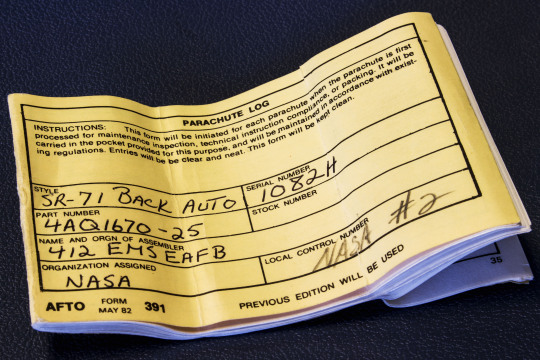 PARACHUTE LOG
INSTRUCTIONS: This form will be initiated for each parachute when the parachute is first
processed for maintenance inspection, technical instruction compliance, or packing. It will be
carried in the pocket provided for this purpose, and will be maintained in accordance with exist-
ing regulations. Entries will be be clear and neat. This form will be kept clean.
STYLE
SR-71 BACK AUTO
SERIAL NUMBER
1082H
PART NUMBER
4AQ1670-25
STOCK NUMBER
NAME AND ORGN OF ASSEMBLER
412 EMS EAFB
LOCAL CONTROL NUMBER
NASA #2
ORGANIZATION ASSIGNED
NASA
AFTO FORM MAY 82 391
PREVIOUS EDITION WILL BE USED
35